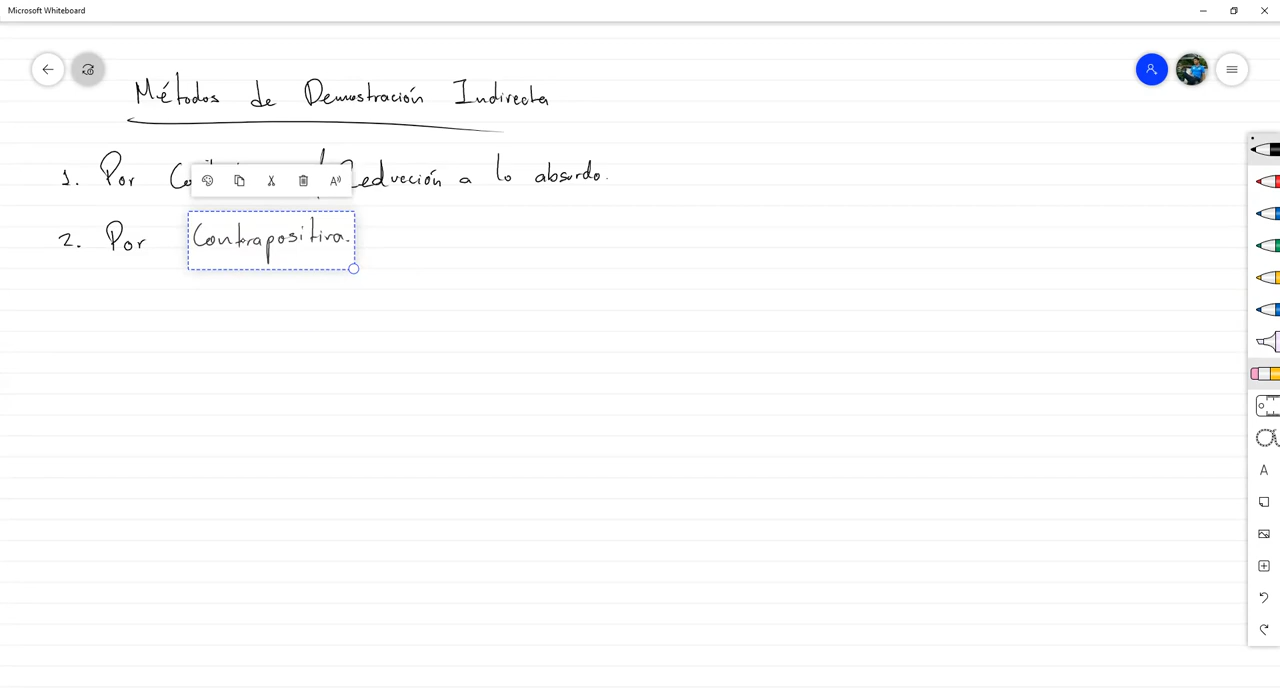 Microsoft Whiteboard
Métodos de Demostración Indirecta
1. Por / Reducción a lo absurdo.
2. Por Contrapositiva.